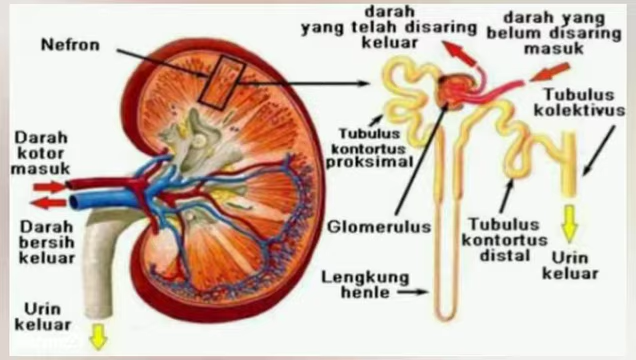 Nefron
darah
yang telah disaring
keluar
darah yang
belum disaring
masuk
Tubulus
kolektivus
Tubulus
kontortus
proksimal
Darah
kotor
masuk
Darah
bersih
keluar
Glomerulus
Tubulus
kontortus
distal
Urin
keluar
Lengkung
henle
Urin
keluar